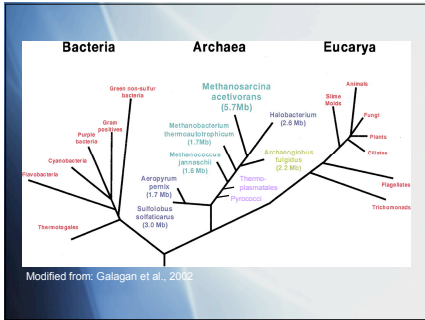 Bacteria
Archaea
Eucarya
Green non-sulfur
bacteria
Gram
positives
Purple
bacteria
Cyanobacteria
Flavobacteria
Thermotogales
Methanosarcina
acetivorans
(5.7Mb)
Halobacterium
(2.6 Mb)
Methanobacterium
thermoautotrophicum
(1.7Mb)
Methanococcus
jannaschii
(1.6 Mb)
Archaeoglobus
fulgidus
(2.2 Mb)
Aeropyrum
pernix
(1.7 Mb)
Thermo-
plasmatales
Pyrococci
Sulfolobus
solfaticarus
(3.0 Mb)
Animals
Slime
Molds
Fungi
Plants
Ciliates
Flagellates
Trichomonads
Modified from: Galagan et al., 2002